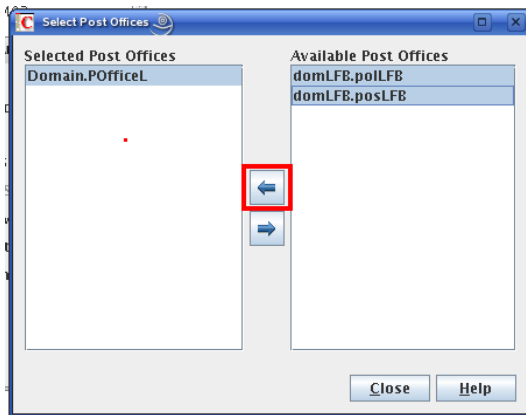 Select Post Offices
Selected Post Offices
Available Post Offices
Domain.POfficeL
domLFB.polLFB
domLFB.posLFB
Close
Help